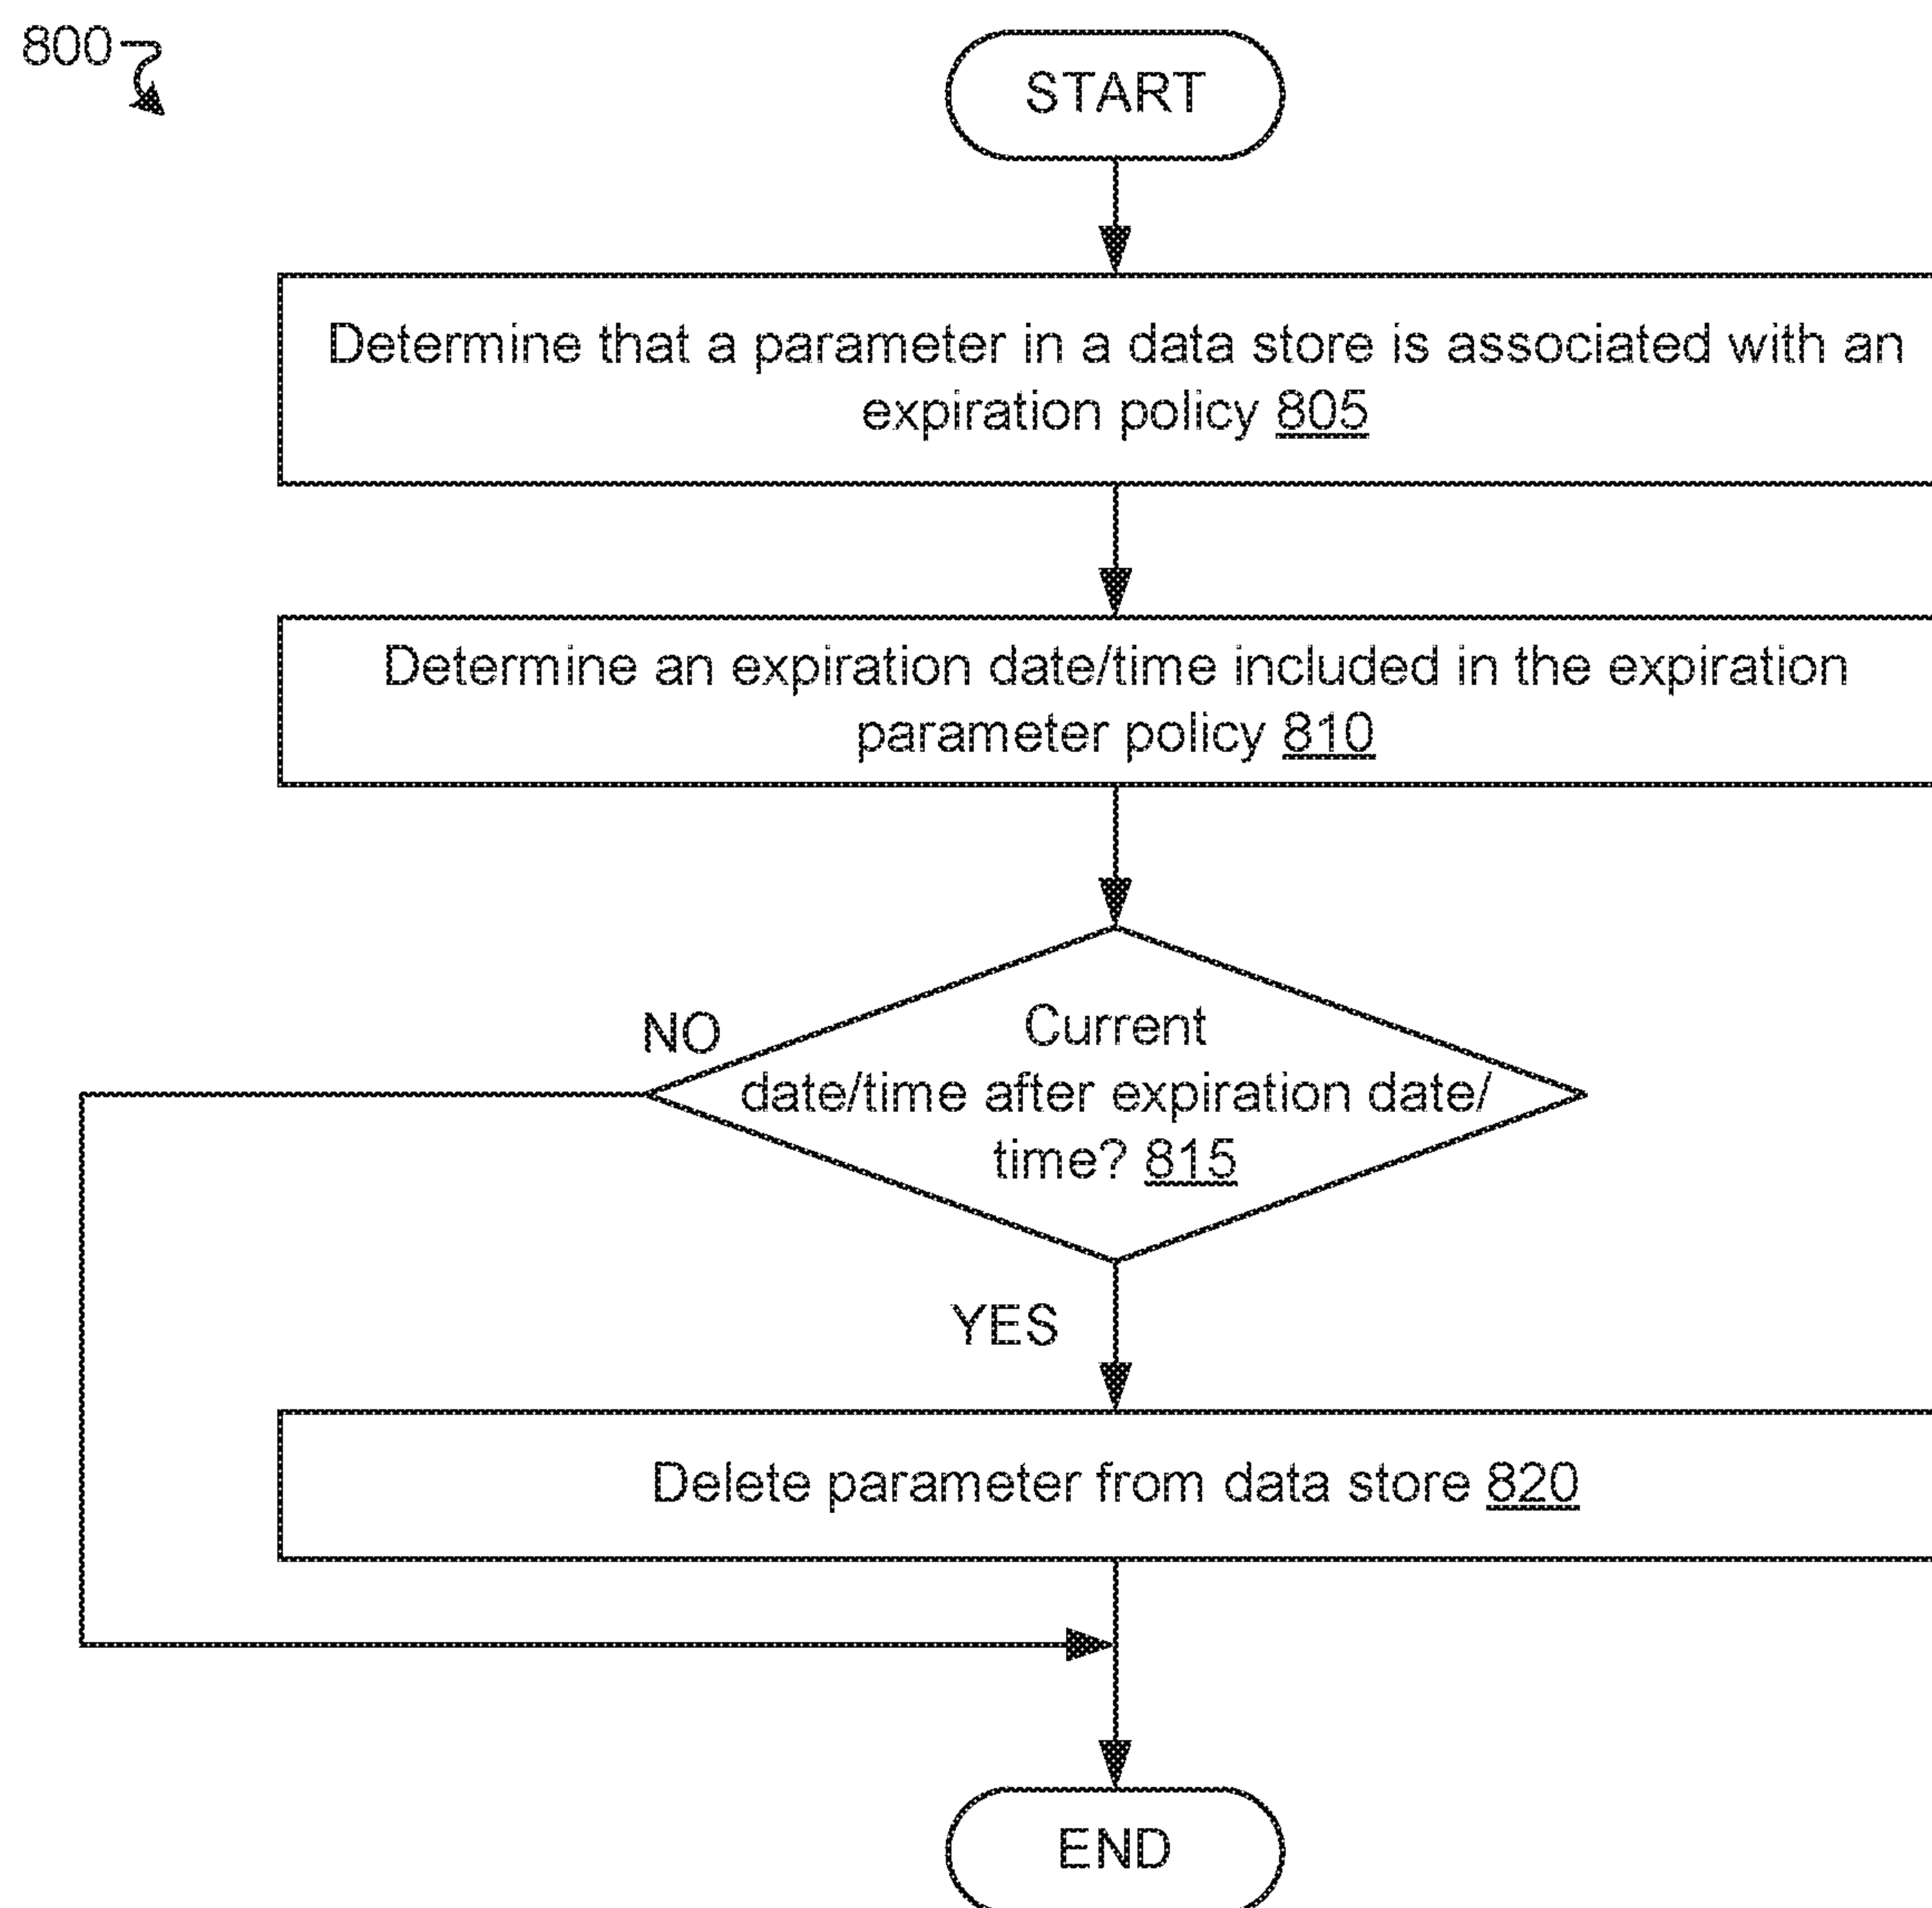 800
START
Determine that a parameter in a data store is associated with an
expiration policy 805
Determine an expiration date/time included in the expiration
parameter policy 810
NO
Current
date/time after expiration date/
time? 815
YES
Delete parameter from data store 820
END